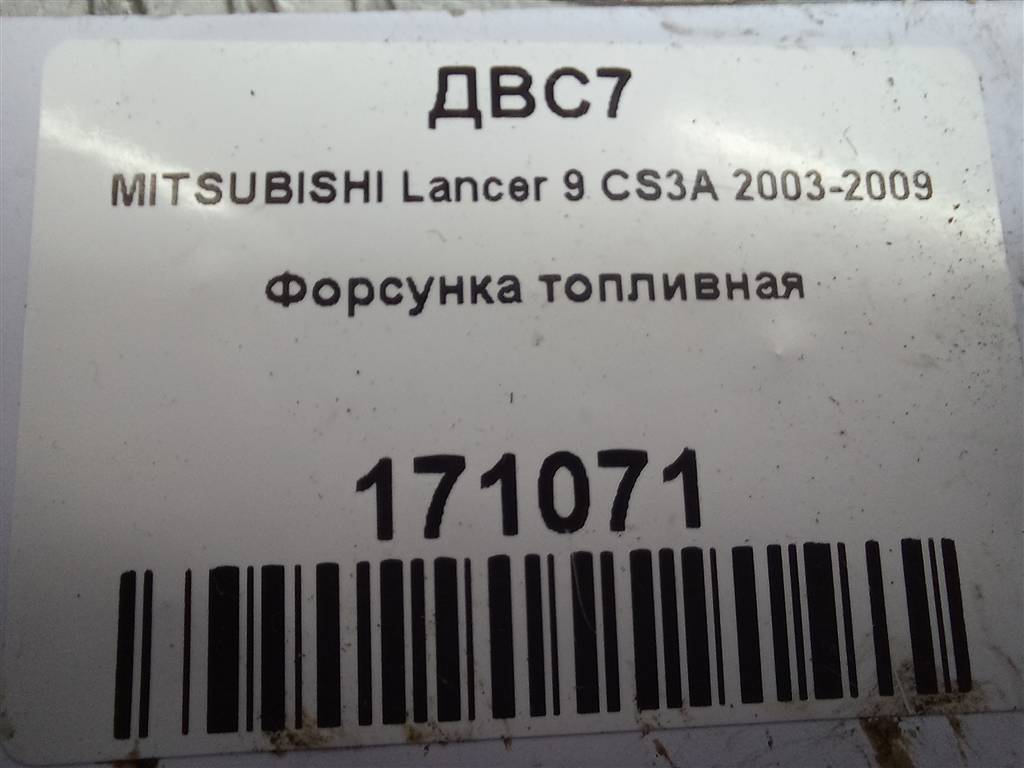 ДВС7
MITSUBISHI Lancer 9 CS3A 2003-2009
Форсунка топливная
171071